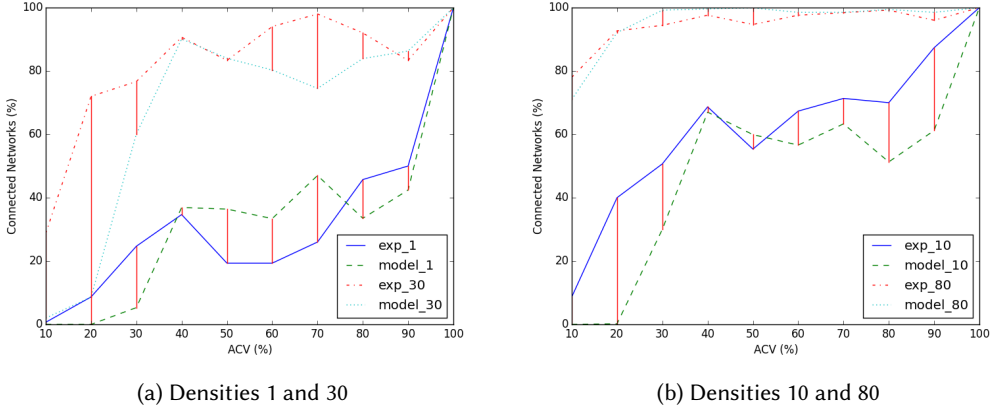 100
80
60
40
20
0
Connected Networks (%)
10 20 30 40 50 60 70 80 90 100
ACV (%)
exp_1
model_1
exp_30
model_30
(a) Densities 1 and 30
100
80
60
40
20
0
Connected Networks (%)
10 20 30 40 50 60 70 80 90 100
ACV (%)
exp_10
model_10
exp_80
model_80
(b) Densities 10 and 80